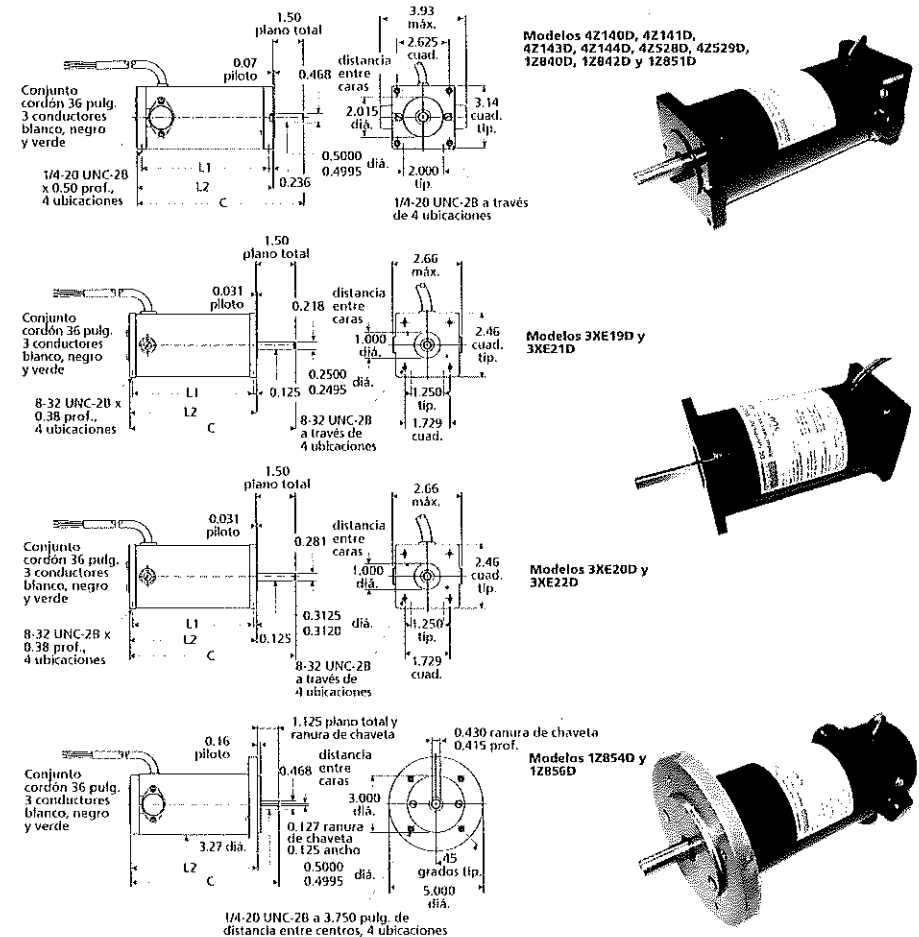 1.50
plano total
0.07
piloto
0.468
Conjunto
cordón 36 pulg.
3 conductores
blanco, negro
y verde
L1
L2
C
0.236
0.5000
0.4995
diá.
1/4-20 UNC-2B
x 0.50 prof.,
4 ubicaciones
3.93
máx.
2.625
cuad.
distancia
entre
caras
2.015
diá.
3.14
cuad.
típ.
2.000
típ.
1/4-20 UNC-2B a través
de 4 ubicaciones
Modelos 4Z140D, 4Z141D,
4Z143D, 4Z144D, 4Z528D, 4Z529D,
1Z840D, 1Z842D y 1Z851D
1.50
plano total
0.031
piloto
0.218
Conjunto
cordón 36 pulg.
3 conductores
blanco, negro
y verde
L1
L2
C
0.125
0.2500
0.2495
diá.
8-32 UNC-2B x
0.38 prof.,
4 ubicaciones
8-32 UNC-2B
a través de
4 ubicaciones
2.66
máx.
distancia
entre
caras
1.000
diá.
2.46
cuad.
típ.
1.250
típ.
1.729
cuad.
Modelos 3XE19D y
3XE21D
1.50
plano total
0.031
piloto
0.281
Conjunto
cordón 36 pulg.
3 conductores
blanco, negro
y verde
L1
L2
C
0.125
0.3125
0.3120
diá.
8-32 UNC-2B x
0.38 prof.,
4 ubicaciones
8-32 UNC-2B
a través de
4 ubicaciones
2.66
máx.
distancia
entre
caras
1.000
diá.
2.46
cuad.
típ.
1.250
típ.
1.729
cuad.
Modelos 3XE20D y
3XE22D
1.125 plano total y
ranura de chaveta
0.16
piloto
0.468
distancia
entre
caras
Conjunto
cordón 36 pulg.
3 conductores
blanco, negro
y verde
3.27 diá.
L2
C
0.127 ranura
de chaveta
0.125 ancho
0.5000
0.4995
diá.
0.430 ranura de chaveta
0.415 prof.
3.000
diá.
45
grados típ.
5.000
diá.
1/4-20 UNC-2B a 3.750 pulg. de
distancia entre centros, 4 ubicaciones
Modelos 1Z854D y
1Z856D